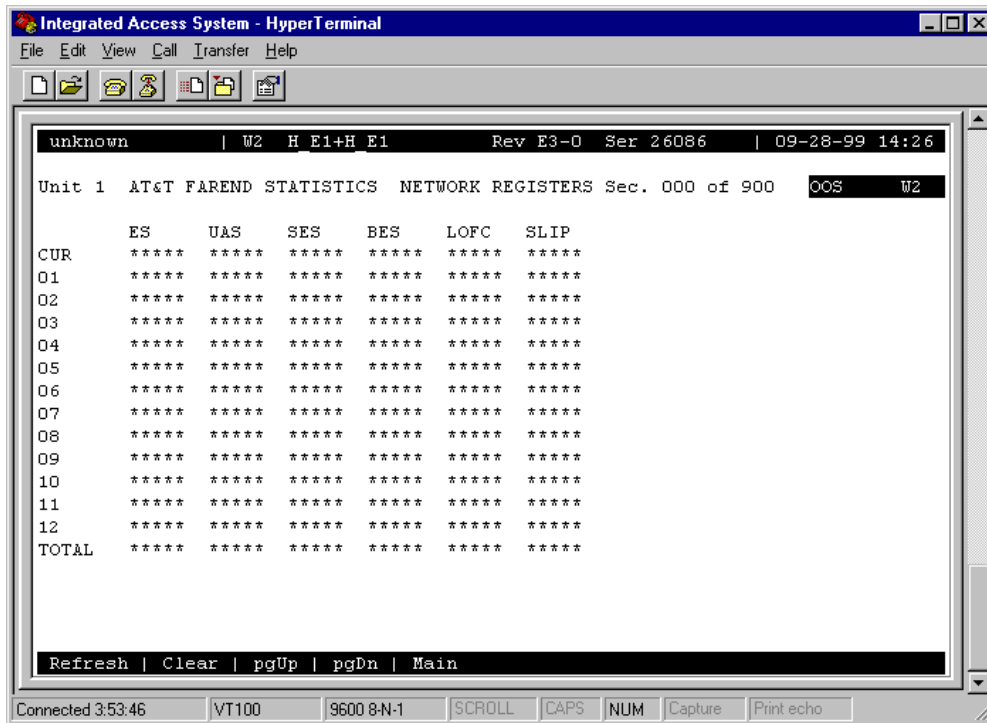 Integrated Access System - HyperTerminal
File Edit View Call Transfer Help
unknown | W2 H_E1+H_E1 Rev E3-0 Ser 26086 | 09-28-99 14:26
Unit 1 AT&T FAREND STATISTICS NETWORK REGISTERS Sec. 000 of 900 OOS W2
ES UAS SES BES LOFC SLIP
CUR ***** ***** ***** ***** ***** *****
01 ***** ***** ***** ***** ***** *****
02 ***** ***** ***** ***** ***** *****
03 ***** ***** ***** ***** ***** *****
04 ***** ***** ***** ***** ***** *****
05 ***** ***** ***** ***** ***** *****
06 ***** ***** ***** ***** ***** *****
07 ***** ***** ***** ***** ***** *****
08 ***** ***** ***** ***** ***** *****
09 ***** ***** ***** ***** ***** *****
10 ***** ***** ***** ***** ***** *****
11 ***** ***** ***** ***** ***** *****
12 ***** ***** ***** ***** ***** *****
TOTAL ***** ***** ***** ***** ***** *****
Refresh | Clear | pgUp | pgDn | Main
Connected 3:53:46 VT100 9600 8-N-1 SCROLL CAPS NUM Capture Print echo